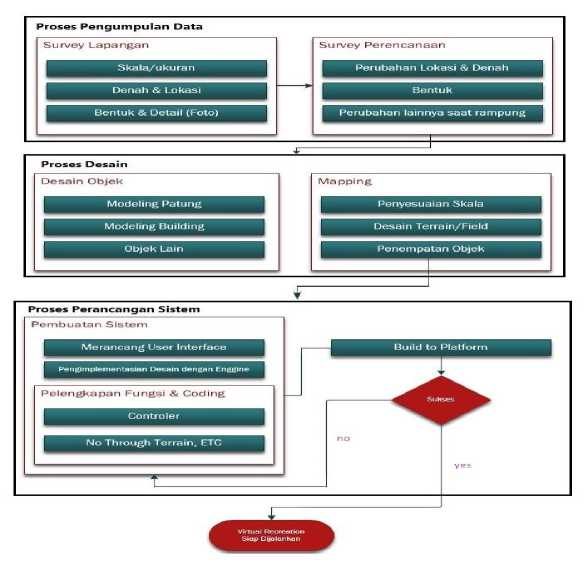 Proses Pengumpulan Data
Survey Lapangan
Skala/ukuran
Denah & Lokasi
Bentuk & Detail (Foto)
Survey Perencanaan
Perubahan Lokasi & Denah
Bentuk
Perubahan lainnya saat rampung
Proses Desain
Desain Objek
Modeling Patung
Modeling Building
Objek Lain
Mapping
Penyesuaian Skala
Desain Terrain/Field
Penempatan Objek
Proses Perancangan Sistem
Pembuatan Sistem
Merancang User Interface
Pengimplementasian Desain dengan Enggine
Pelengkapan Fungsi & Coding
Controler
No Through Terrain, ETC
Build to Platform
Sukses
no
yes
Virtual Recreation
Siap Dijalankan